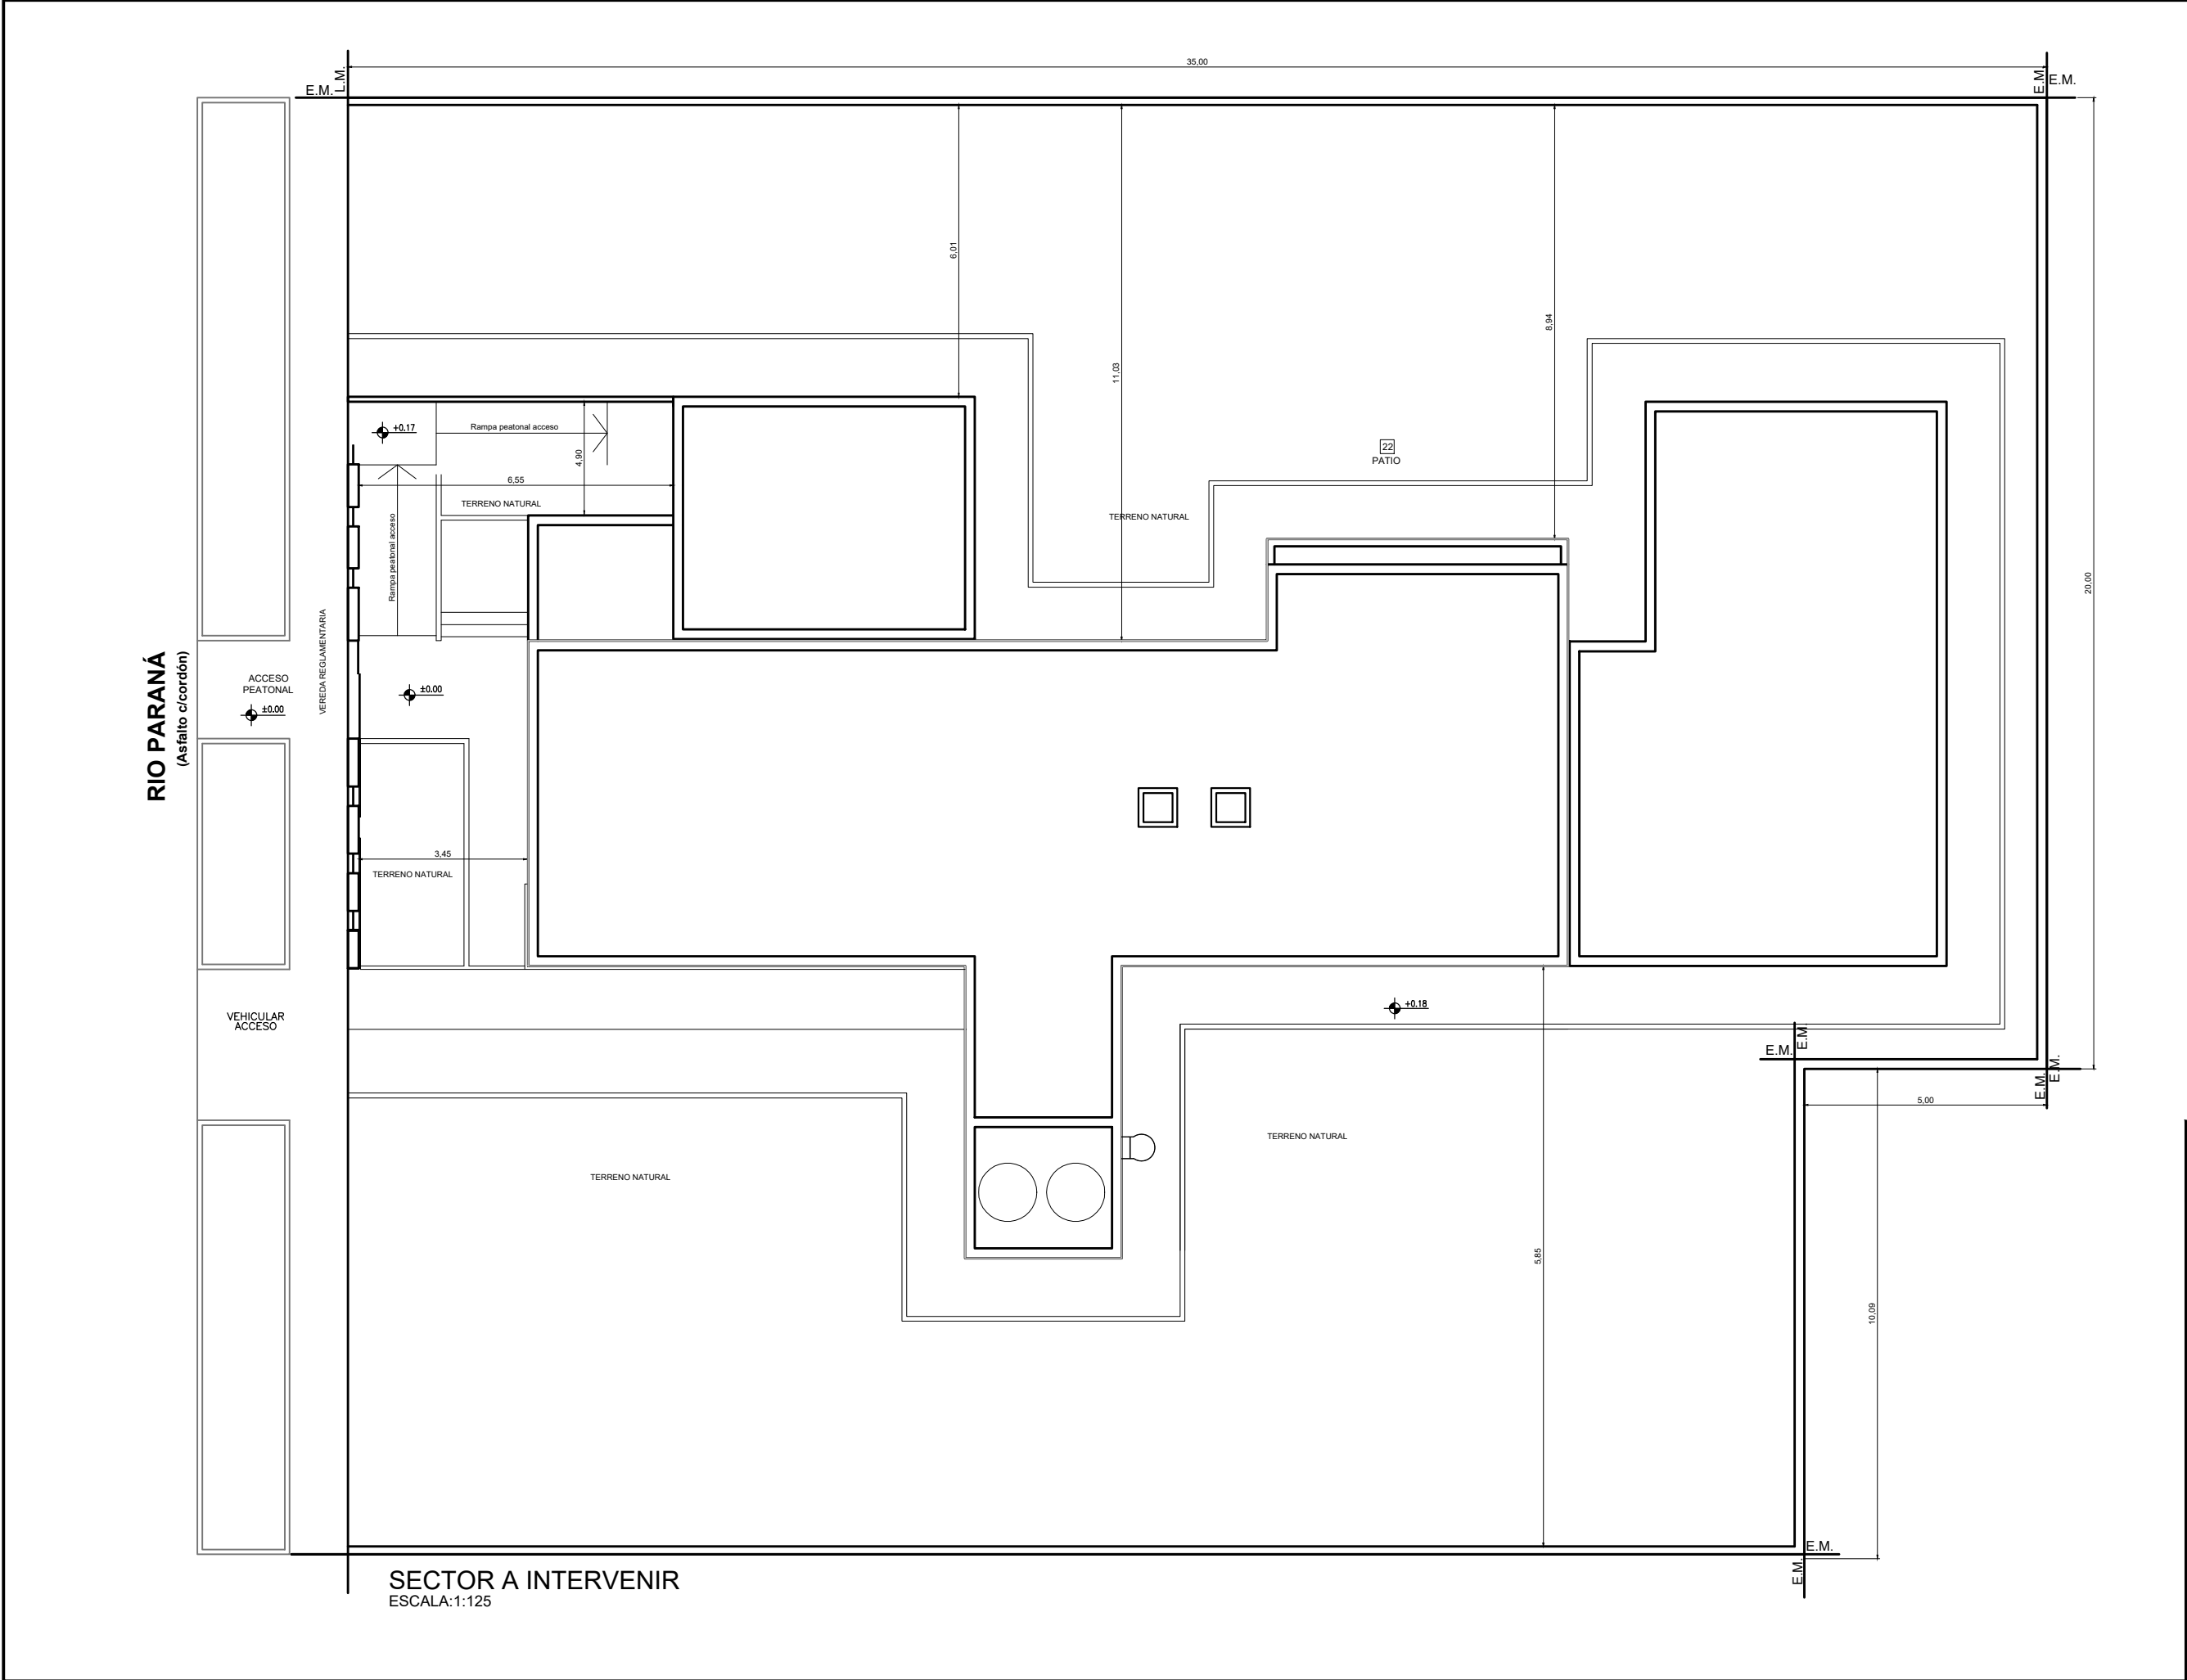 35,00
E.M.
L.M.
E.M.
E.M.
6,01
11,03
8,94
+0.17
Rampa peatonal acceso
4,90
22
PATIO
6,55
TERRENO NATURAL
TERRENO NATURAL
Rampa peatonal acceso
20,00
VEREDA REGLAMENTARIA
RIO PARANÁ
(Asfalto c/cordón)
ACCESO
PEATONAL
±0.00
±0.00
3,45
TERRENO NATURAL
+0.18
VEHICULAR
ACCESO
E.M.
E.M.
E.M.
E.M.
5,00
TERRENO NATURAL
TERRENO NATURAL
5,85
10,09
E.M.
E.M.
SECTOR A INTERVENIR
ESCALA:1:125